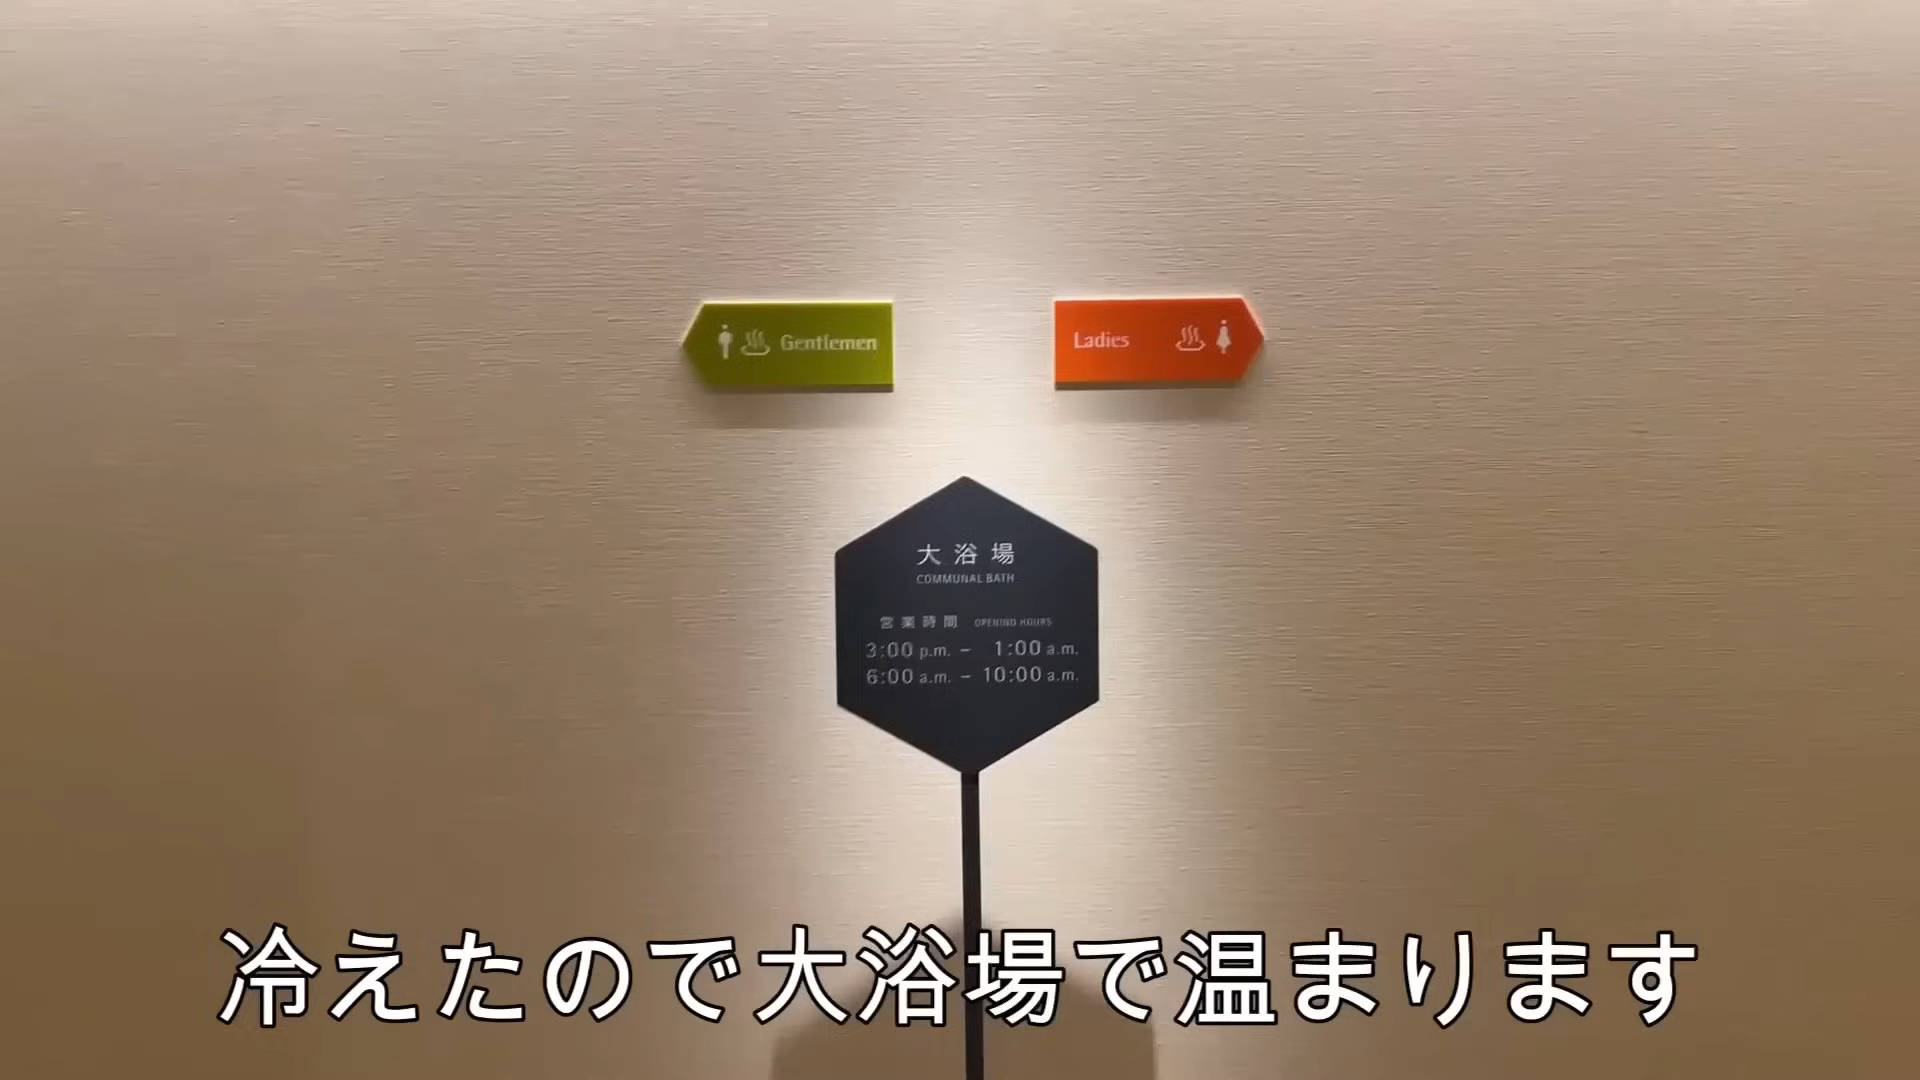 Gentlemen
Ladies
大浴場
COMMUNAL BATH
営業時間 OPENING HOURS
3:00 p.m. – 1:00 a.m.
6:00 a.m. – 10:00 a.m.
冷えたので大浴場で温まります